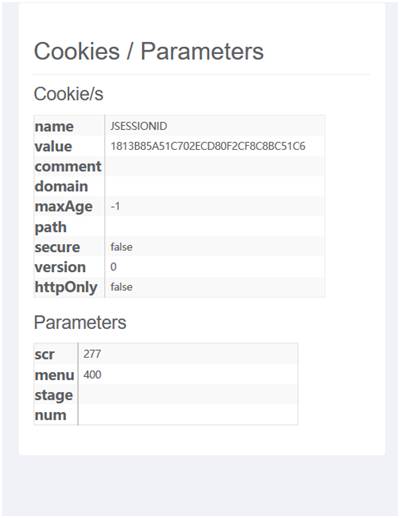 Cookies / Parameters
Cookie/s
name JSESSIONID
value 1813B85A51C702ECD80F2CF8C8BC51C6
comment
domain
maxAge -1
path
secure false
version 0
httpOnly false
Parameters
scr 277
menu 400
stage
num